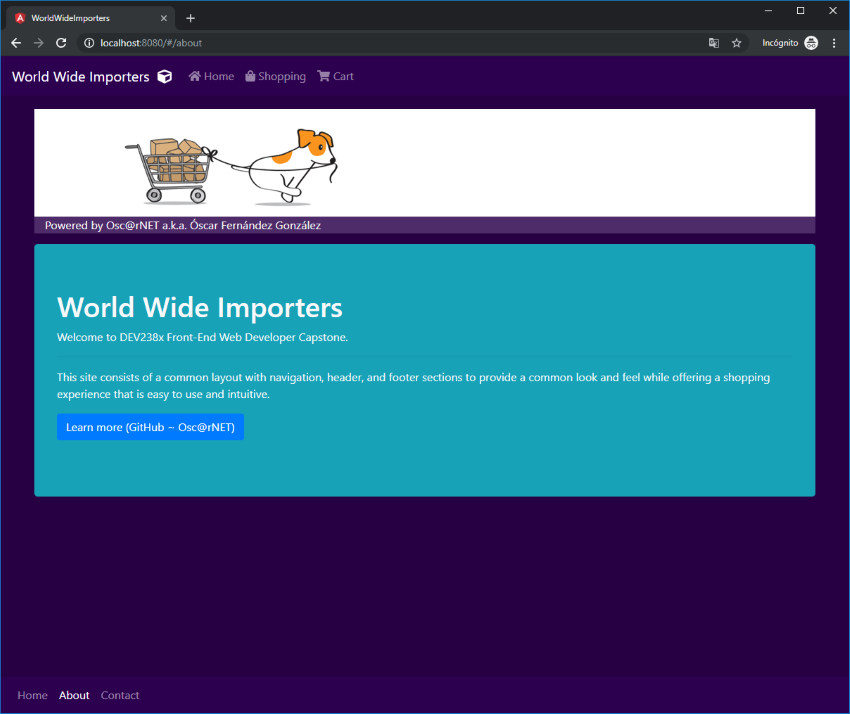 WorldWideImporters
localhost:8080/#/about
Incógnito
World Wide Importers Home Shopping Cart
Powered by Osc@rNET a.k.a. Óscar Fernández González
World Wide Importers
Welcome to DEV238x Front-End Web Developer Capstone.
This site consists of a common layout with navigation, header, and footer sections to provide a common look and feel while offering a shopping
experience that is easy to use and intuitive.
Learn more (GitHub ~ Osc@rNET)
Home About Contact